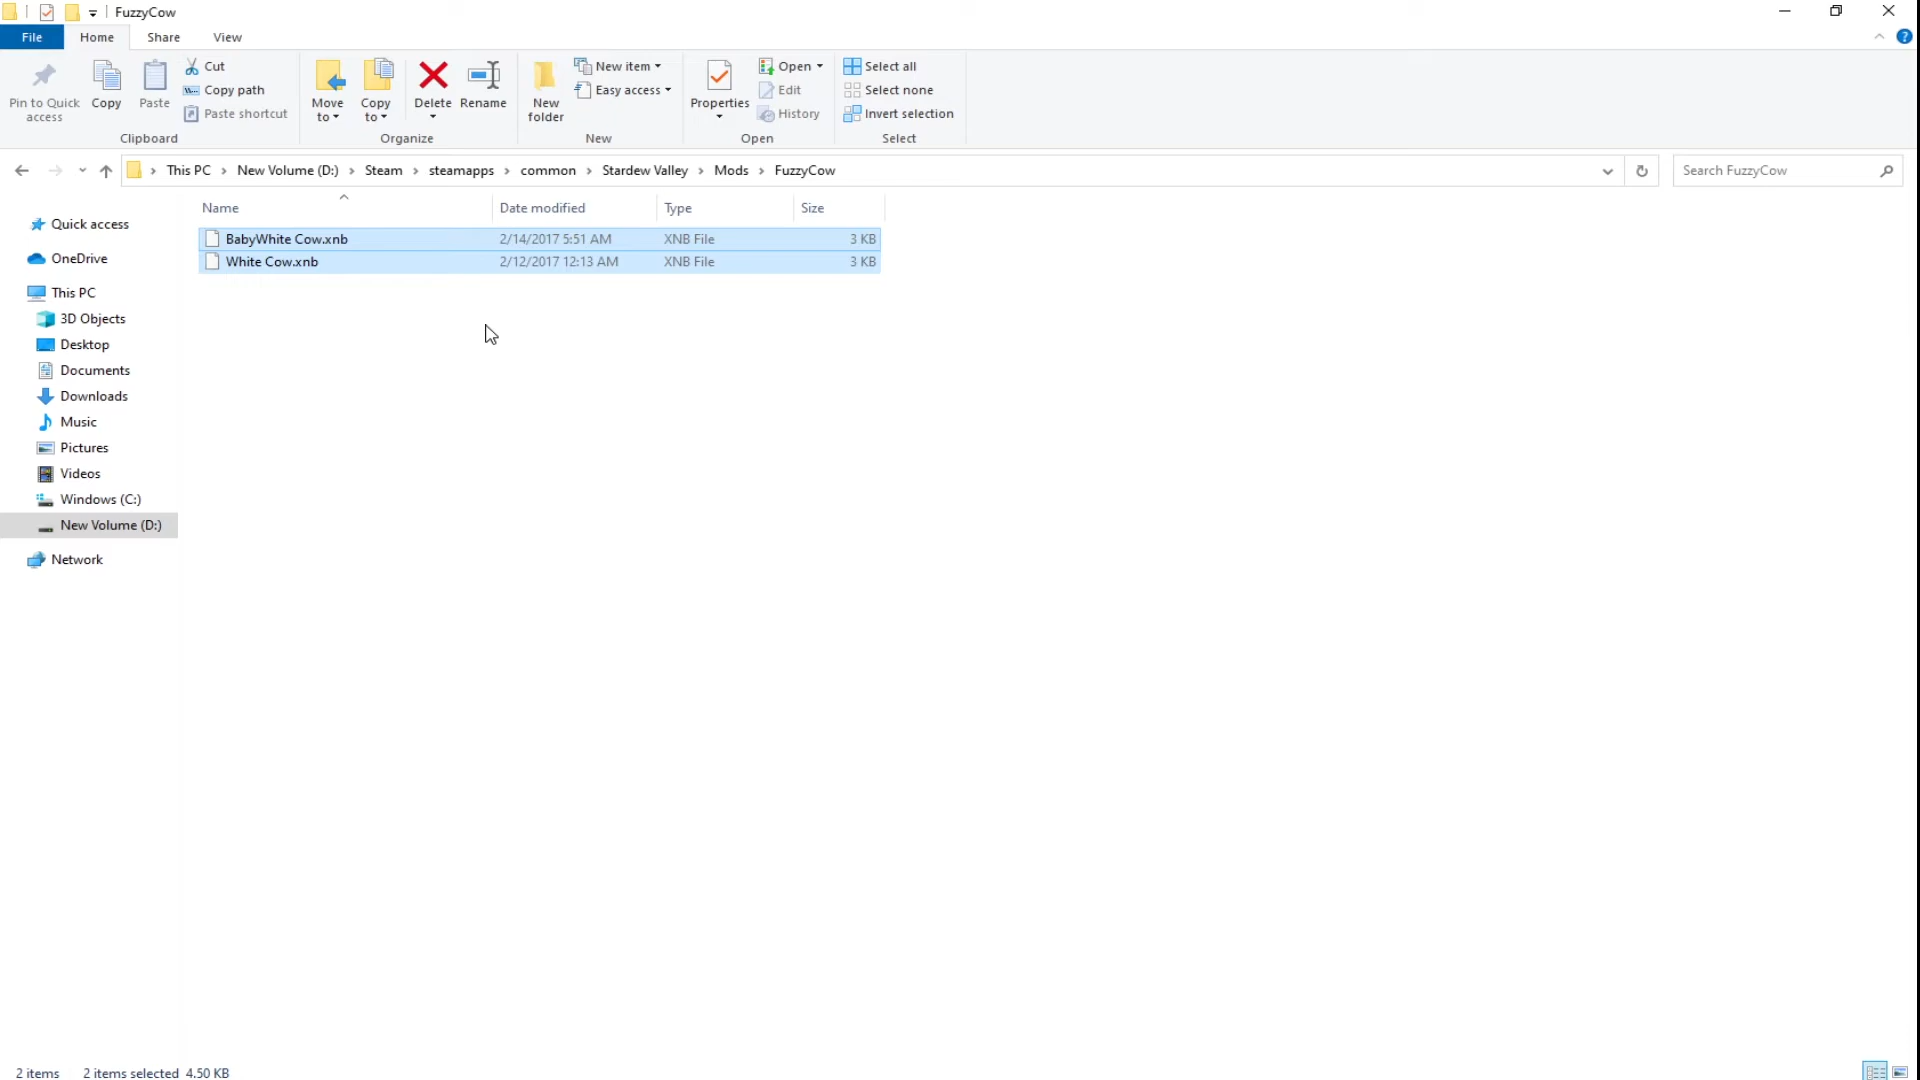 FuzzyCow
File Home Share View
Pin to Quick access
Copy
Paste
Cut
Copy path
Paste shortcut
Clipboard
Move to
Copy to
Delete
Rename
Organize
New folder
New item
Easy access
New
Properties
Open
Edit
History
Open
Select all
Select none
Invert selection
Select
This PC New Volume (D:) Steam steamapps common Stardew Valley Mods FuzzyCow
Search FuzzyCow
Name Date modified Type Size
BabyWhite Cow.xnb 2/14/2017 5:51 AM XNB File 3 KB
White Cow.xnb 2/12/2017 12:13 AM XNB File 3 KB
Quick access
OneDrive
This PC
3D Objects
Desktop
Documents
Downloads
Music
Pictures
Videos
Windows (C:)
New Volume (D:)
Network
2 items 2 items selected 4.50 KB